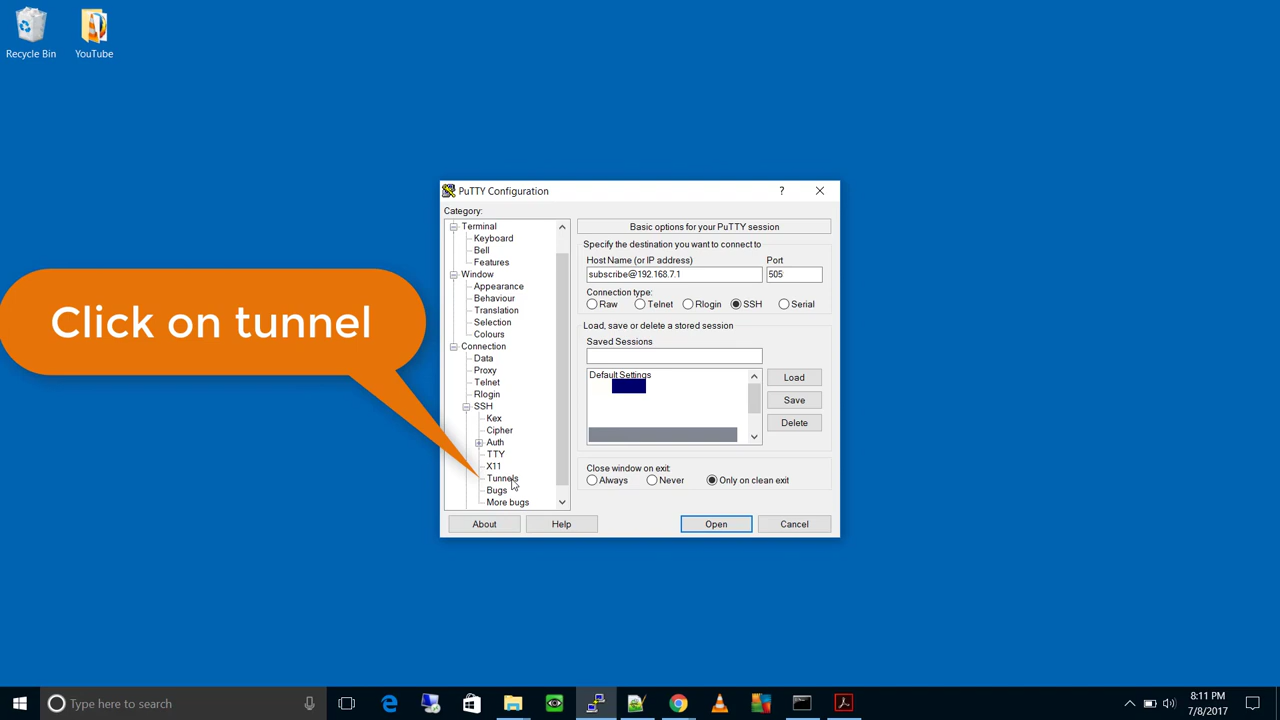 Recycle Bin
YouTube
PuTTY Configuration
?
Category:
Terminal
Keyboard
Bell
Features
Window
Appearance
Behaviour
Translation
Selection
Colours
Connection
Data
Proxy
Telnet
Rlogin
SSH
Kex
Cipher
Auth
TTY
X11
Tunnels
Bugs
More bugs
Basic options for your PuTTY session
Specify the destination you want to connect to
Host Name (or IP address)
Port
subscribe@192.168.7.1
505
Connection type:
Raw
Telnet
Rlogin
SSH
Serial
Load, save or delete a stored session
Saved Sessions
Default Settings
Load
Save
Delete
Close window on exit:
Always
Never
Only on clean exit
About
Help
Open
Cancel
Click on tunnel
Type here to search
8:11 PM
7/8/2017